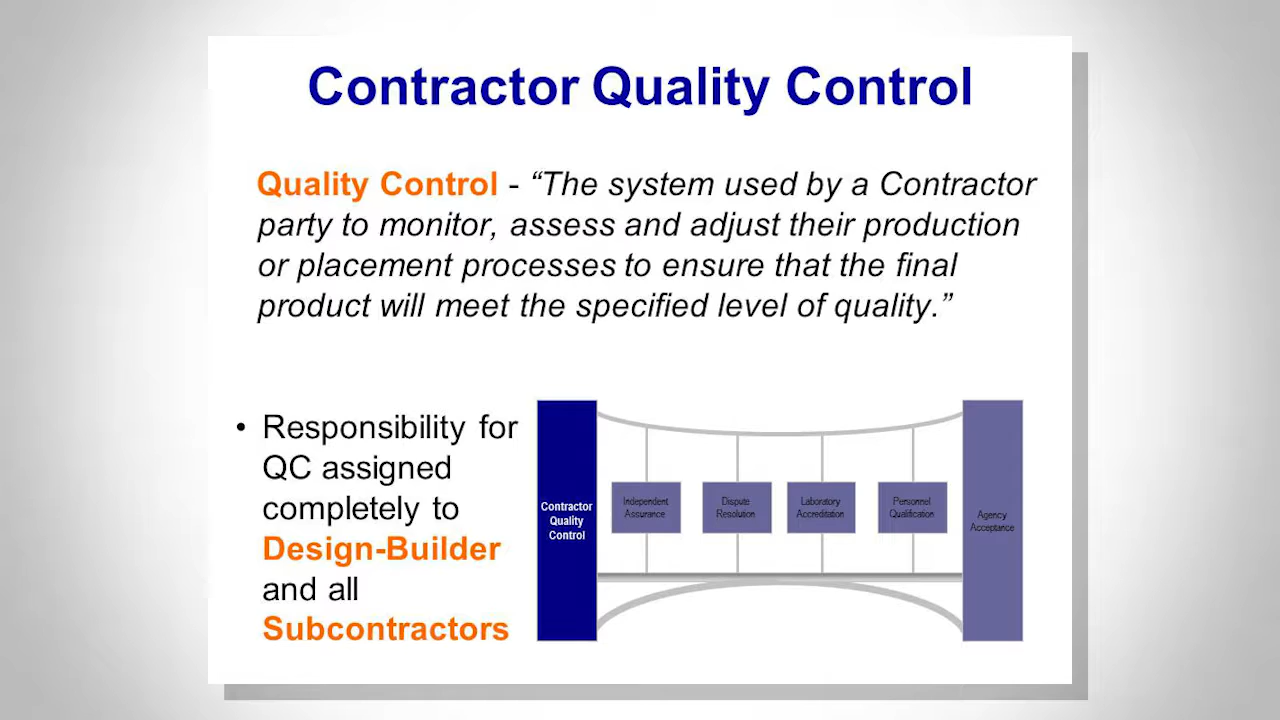 Contractor Quality Control
Quality Control - “The system used by a Contractor
party to monitor, assess and adjust their production
or placement processes to ensure that the final
product will meet the specified level of quality.”
• Responsibility for
QC assigned
completely to
Design-Builder
and all
Subcontractors
Contractor
Quality
Control
Independent
Assurance
Dispute
Resolution
Laboratory
Accreditation
Personnel
Qualification
Agency
Acceptance